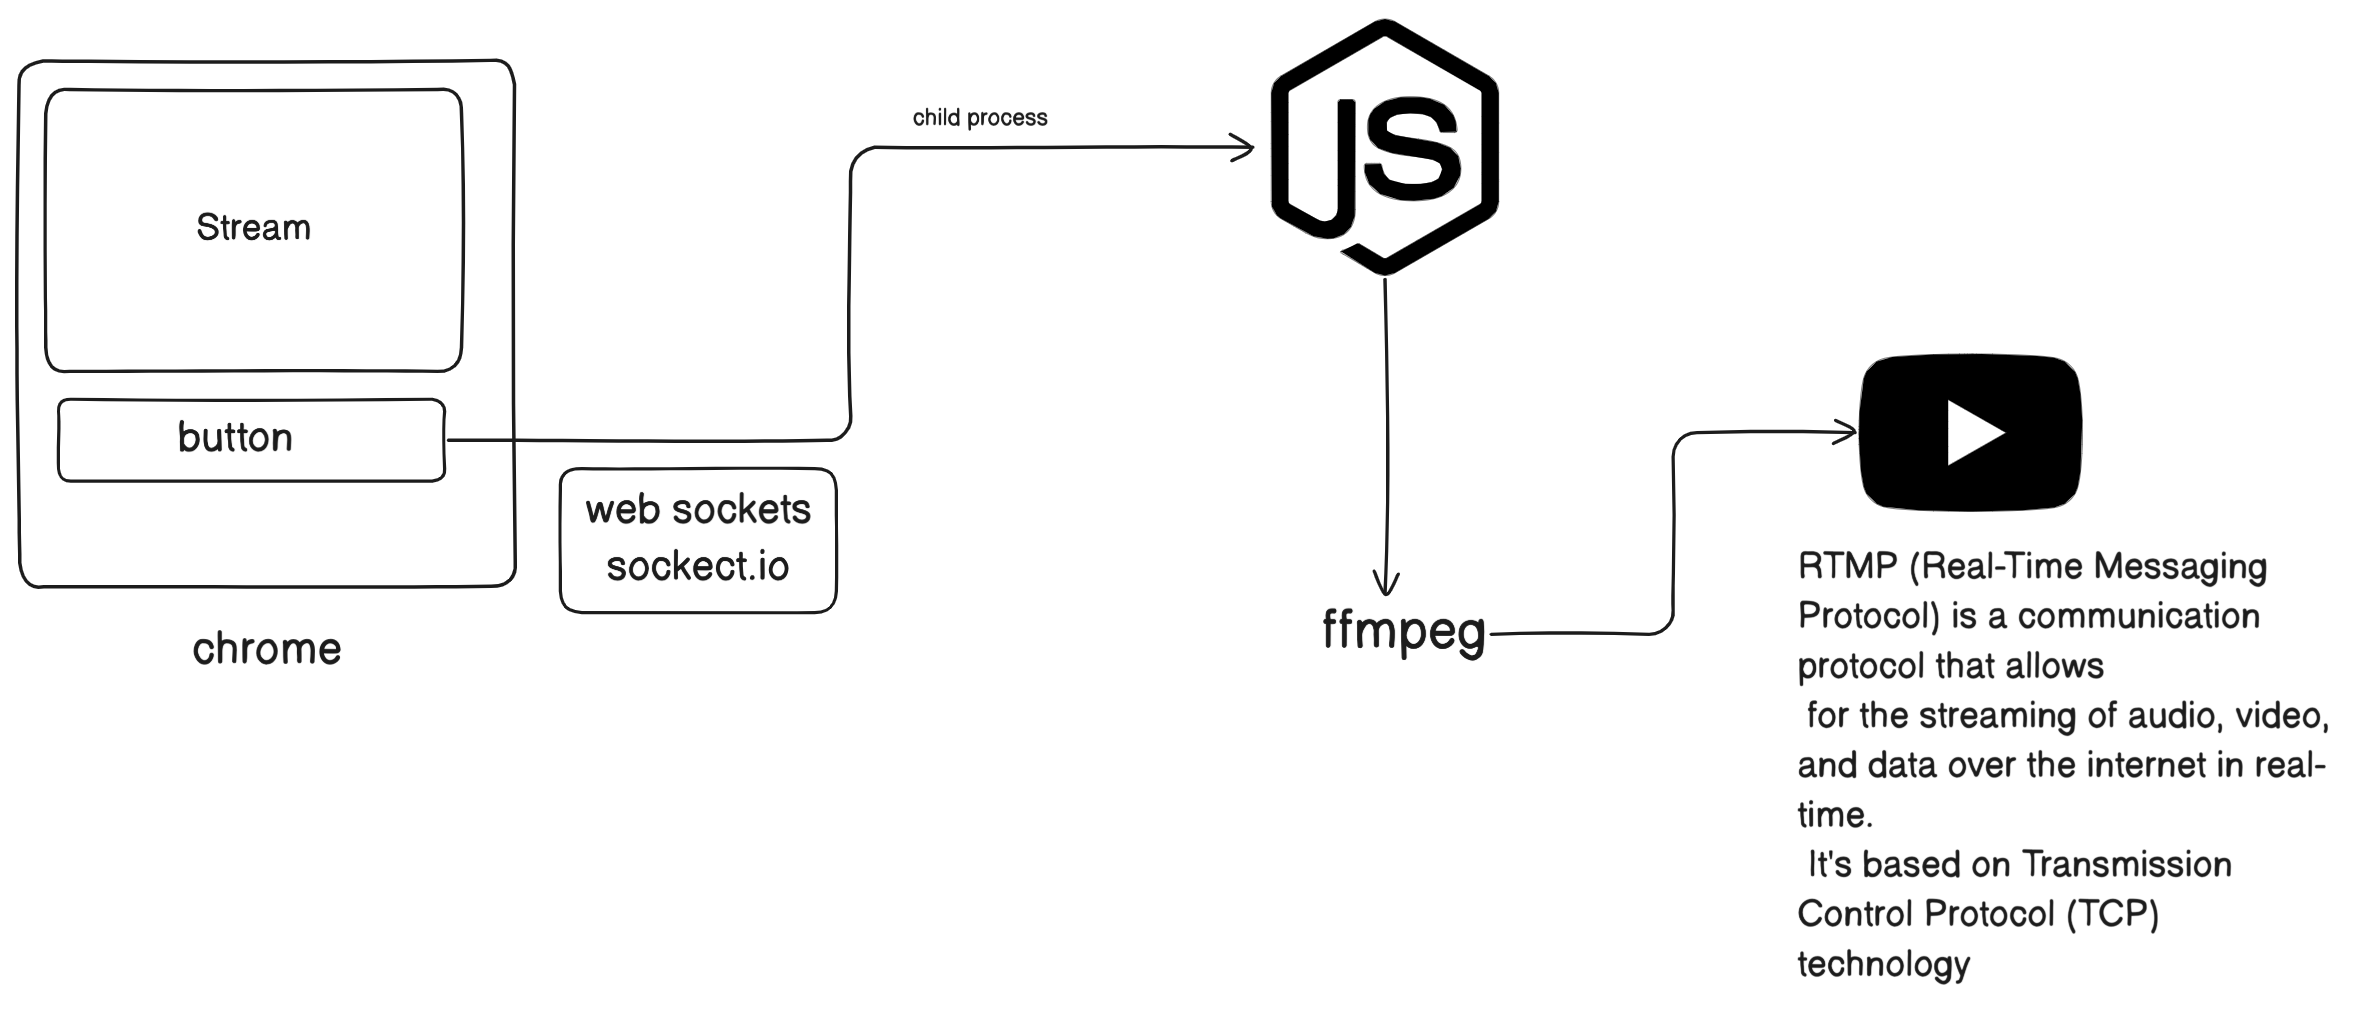 Stream
button
chrome
web sockets
sockect.io
child process
JS
ffmpeg
RTMP (Real-Time Messaging
Protocol) is a communication
protocol that allows
for the streaming of audio, video,
and data over the internet in real-
time.
It's based on Transmission
Control Protocol (TCP)
technology